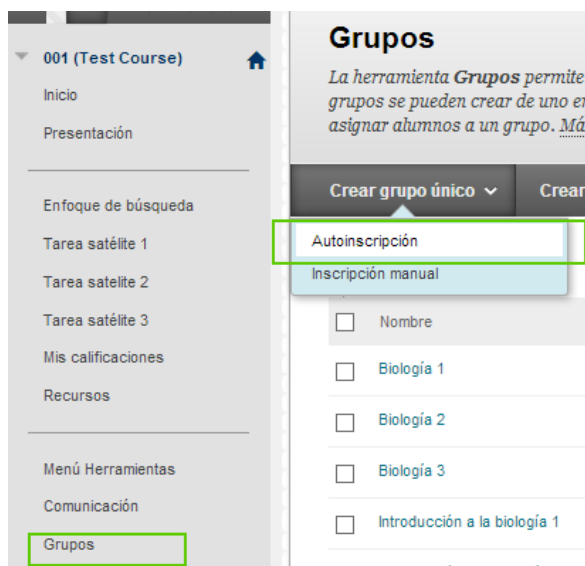 001 (Test Course)
Inicio
Presentación
Enfoque de búsqueda
Tarea satélite 1
Tarea satelite 2
Tarea satélite 3
Mis calificaciones
Recursos
Menú Herramientas
Comunicación
Grupos
Grupos
La herramienta Grupos permite
grupos se pueden crear de uno
asignar alumnos a un grupo.
Crear grupo único
Crear
Autoinscripción
Inscripción manual
Nombre
Biología 1
Biología 2
Biología 3
Introducción a la biología 1